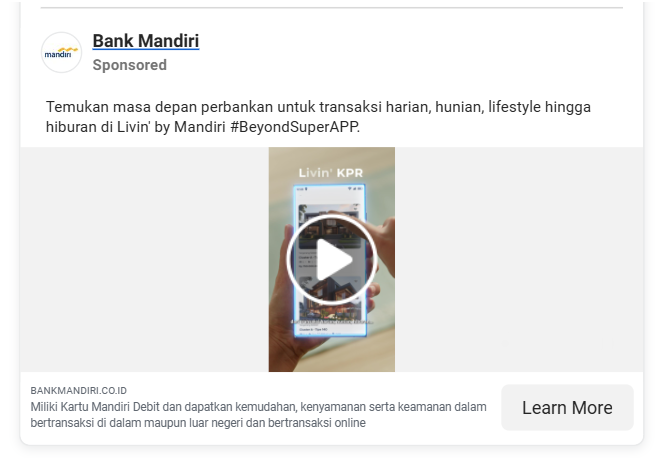 mandiri
Bank Mandiri
Sponsored
Temukan masa depan perbankan untuk transaksi harian, hunian, lifestyle hingga
hiburan di Livin' by Mandiri #BeyondSuperAPP.
Livin' KPR
BANKMANDIRI.CO.ID
Miliki Kartu Mandiri Debit dan dapatkan kemudahan, kenyamanan serta keamanan dalam
bertransaksi di dalam maupun luar negeri dan bertransaksi online
Learn More